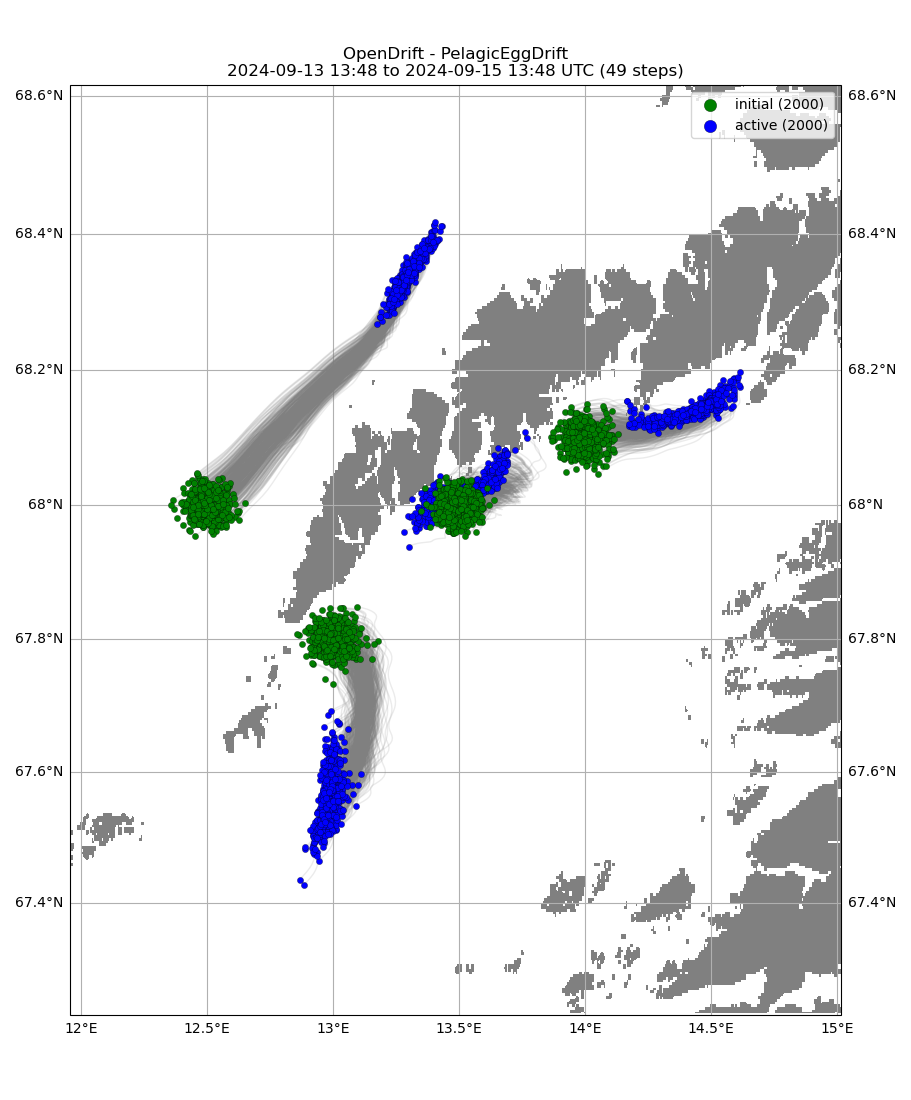 OpenDrift - PelagicEggDrift
2024-09-13 13:48 to 2024-09-15 13:48 UTC (49 steps)
initial (2000)
active (2000)
68.6°N 68.6°N
68.4°N 68.4°N
68.2°N 68.2°N
68°N 68°N
67.8°N 67.8°N
67.6°N 67.6°N
67.4°N 67.4°N
12°E 12.5°E 13°E 13.5°E 14°E 14.5°E 15°E